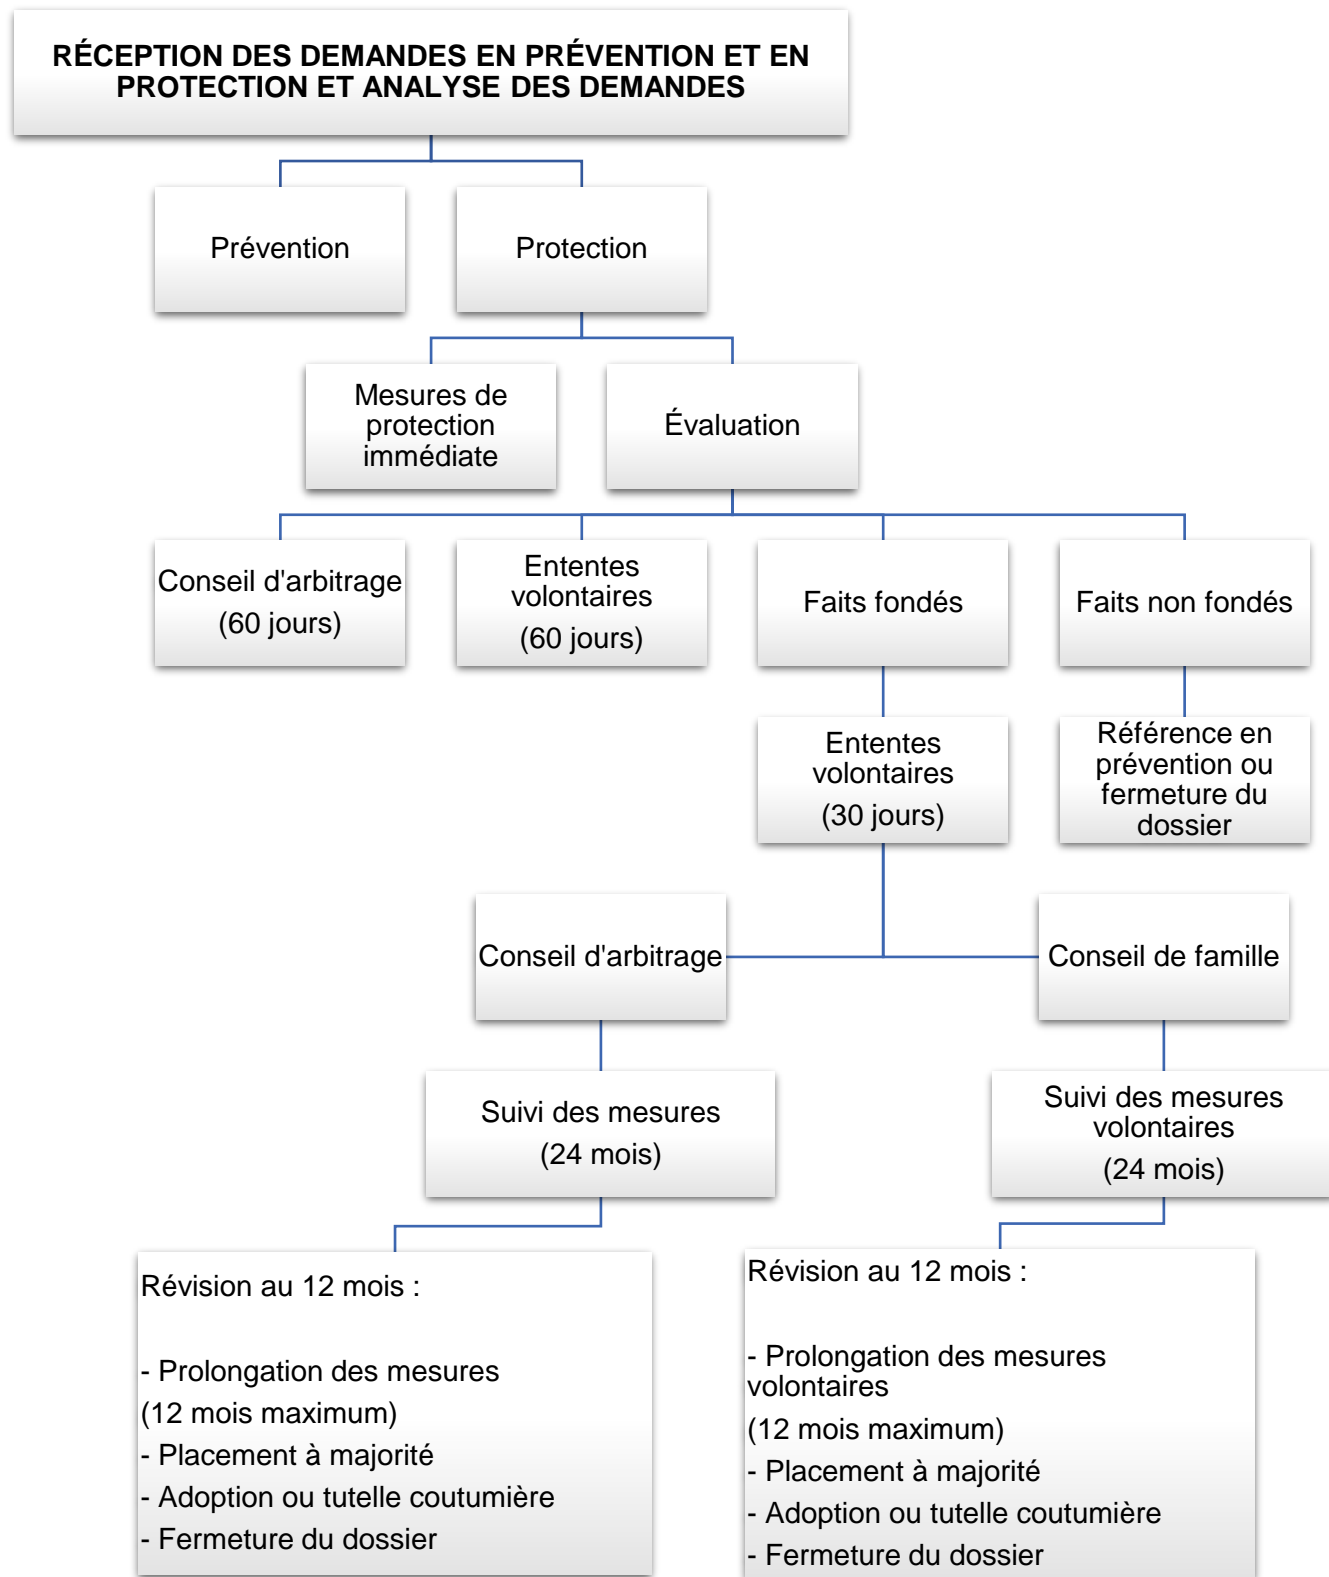 RÉCEPTION DES DEMANDES EN PRÉVENTION ET EN
PROTECTION ET ANALYSE DES DEMANDES
Prévention
Protection
Mesures de
protection
immédiate
Évaluation
Conseil d'arbitrage
(60 jours)
Ententes
volontaires
(60 jours)
Faits fondés
Faits non fondés
Ententes
volontaires
(30 jours)
Référence en
prévention ou
fermeture du
dossier
Conseil d'arbitrage
Conseil de famille
Suivi des mesures
(24 mois)
Suivi des mesures
volontaires
(24 mois)
Révision au 12 mois :
- Prolongation des mesures
(12 mois maximum)
- Placement à majorité
- Adoption ou tutelle coutumière
- Fermeture du dossier
Révision au 12 mois :
- Prolongation des mesures
volontaires
(12 mois maximum)
- Placement à majorité
- Adoption ou tutelle coutumière
- Fermeture du dossier